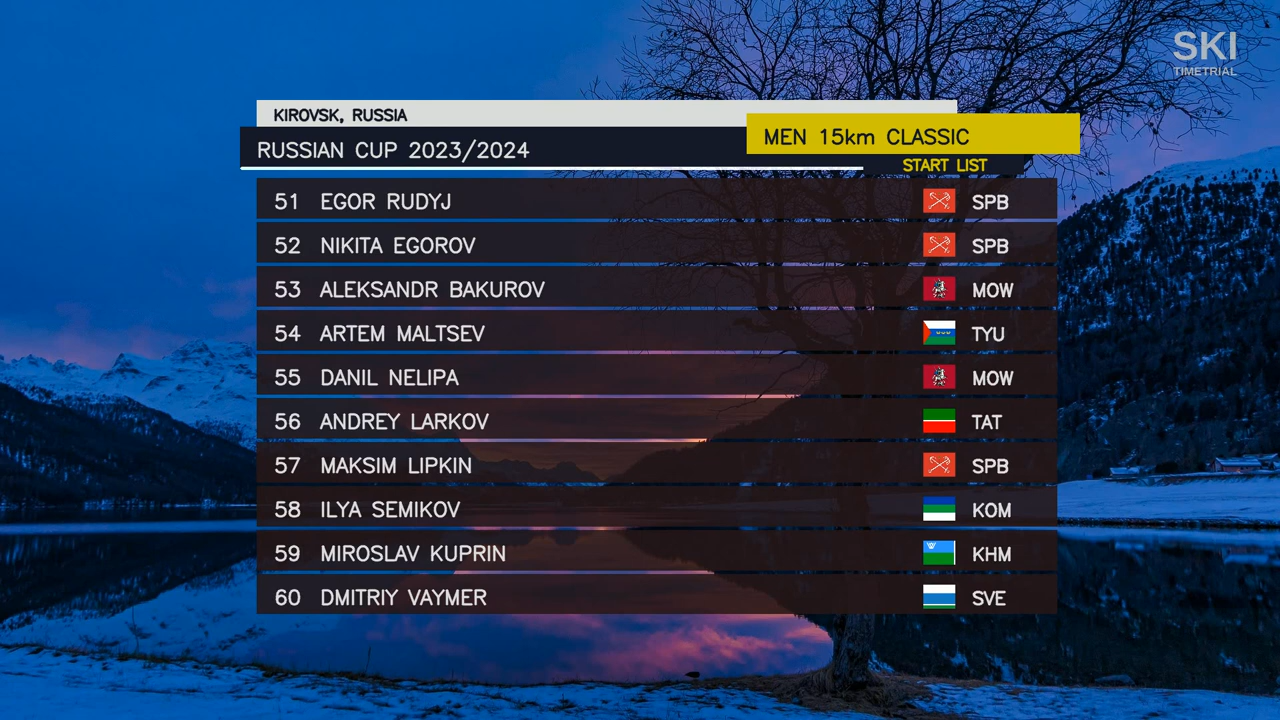 SKI
TIMETRIAL
KIROVSK, RUSSIA
RUSSIAN CUP 2023/2024
MEN 15km CLASSIC
START LIST
51 EGOR RUDYJ SPB
52 NIKITA EGOROV SPB
53 ALEKSANDR BAKUROV MOW
54 ARTEM MALTSEV TYU
55 DANIL NELIPA MOW
56 ANDREY LARKOV TAT
57 MAKSIM LIPKIN SPB
58 ILYA SEMIKOV KOM
59 MIROSLAV KUPRIN KHM
60 DMITRIY VAYMER SVE